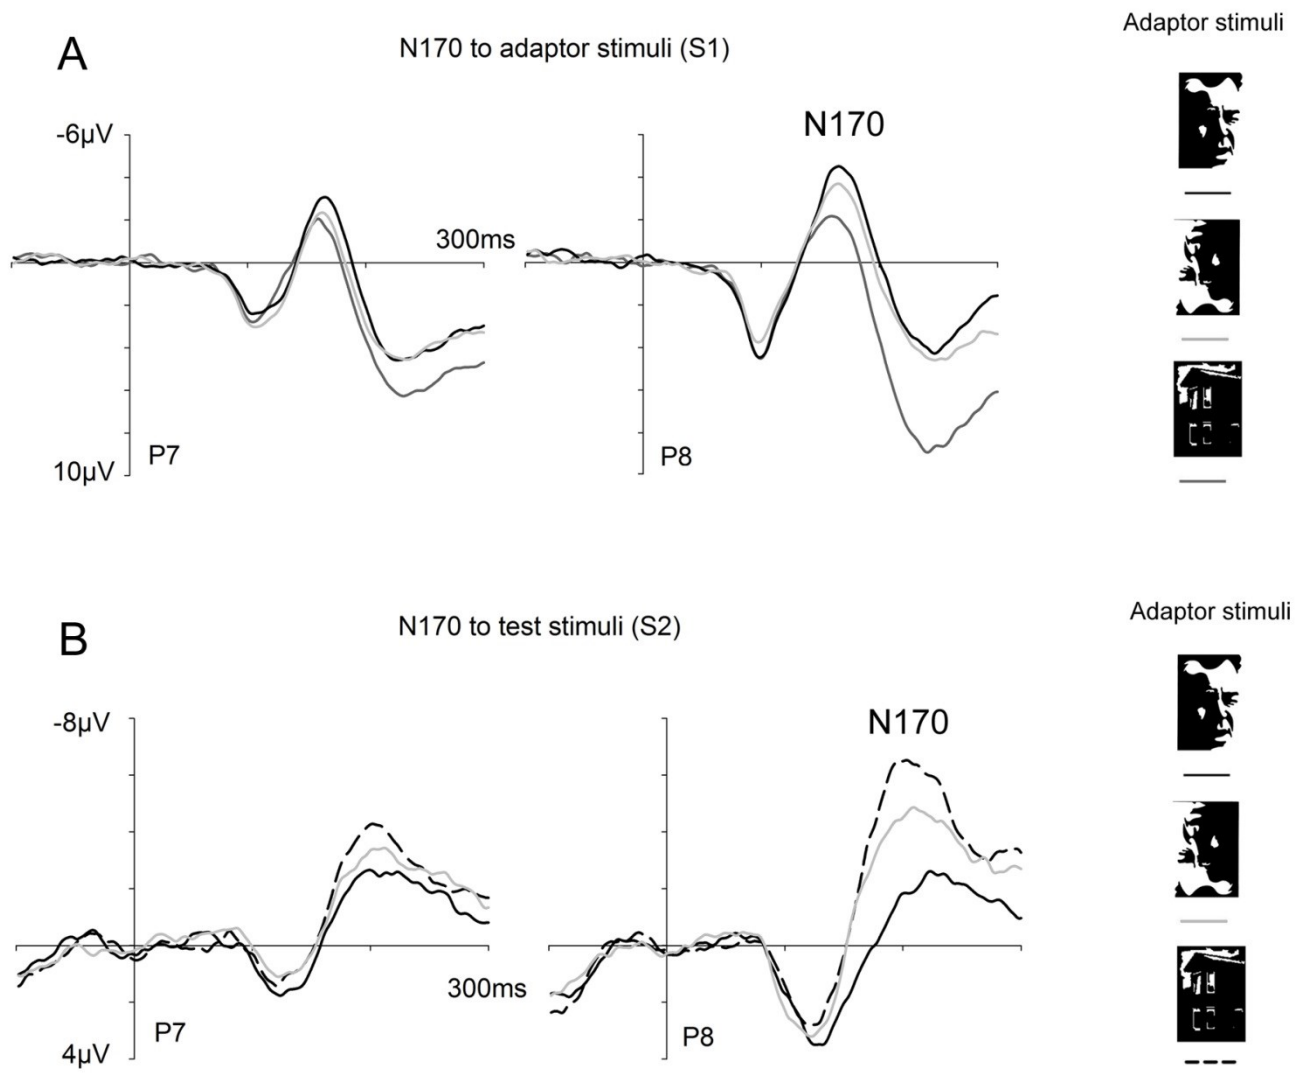 A
N170 to adaptor stimuli (S1)
Adaptor stimuli
-6µV
N170
300ms
P7
P8
10µV
B
N170 to test stimuli (S2)
Adaptor stimuli
-8µV
N170
300ms
P7
P8
4µV